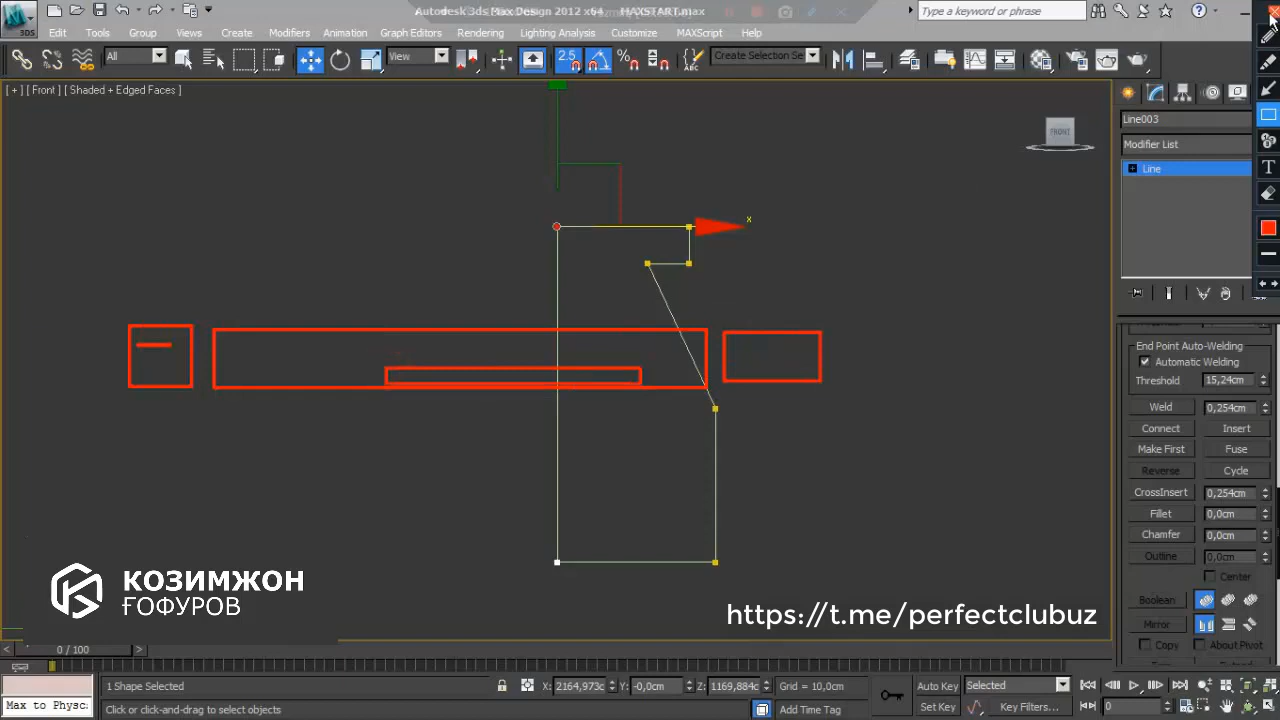 Autodesk 3ds Max Design 2012 x64 MAXSTART.max
Type a keyword or phrase
3DS
Edit Tools Group Views Create Modifiers Animation Graph Editors Rendering Lighting Analysis Customize MAXScript Help
All View 2.5 Create Selection Se
[ + ] [ Front ] [ Shaded + Edged Faces ]
FRONT
Line003
Modifier List
Line
x
End Point Auto-Welding
Automatic Welding
Threshold 15,24cm
Weld 0,254cm
Connect Insert
Make First Fuse
Reverse Cycle
CrossInsert 0,254cm
Fillet 0,0cm
Chamfer 0,0cm
Outline 0,0cm
Center
Boolean
Mirror
Copy About Pivot
КОЗИМЖОН
ҒОФУРОВ
https://t.me/perfectclubuz
0 / 100
1 Shape Selected X: 2164,973c Y: -0,0cm Z: 1169,884c Grid = 10,0cm Auto Key Selected
Max to Physc Click or click-and-drag to select objects Add Time Tag Set Key Key Filters... 0